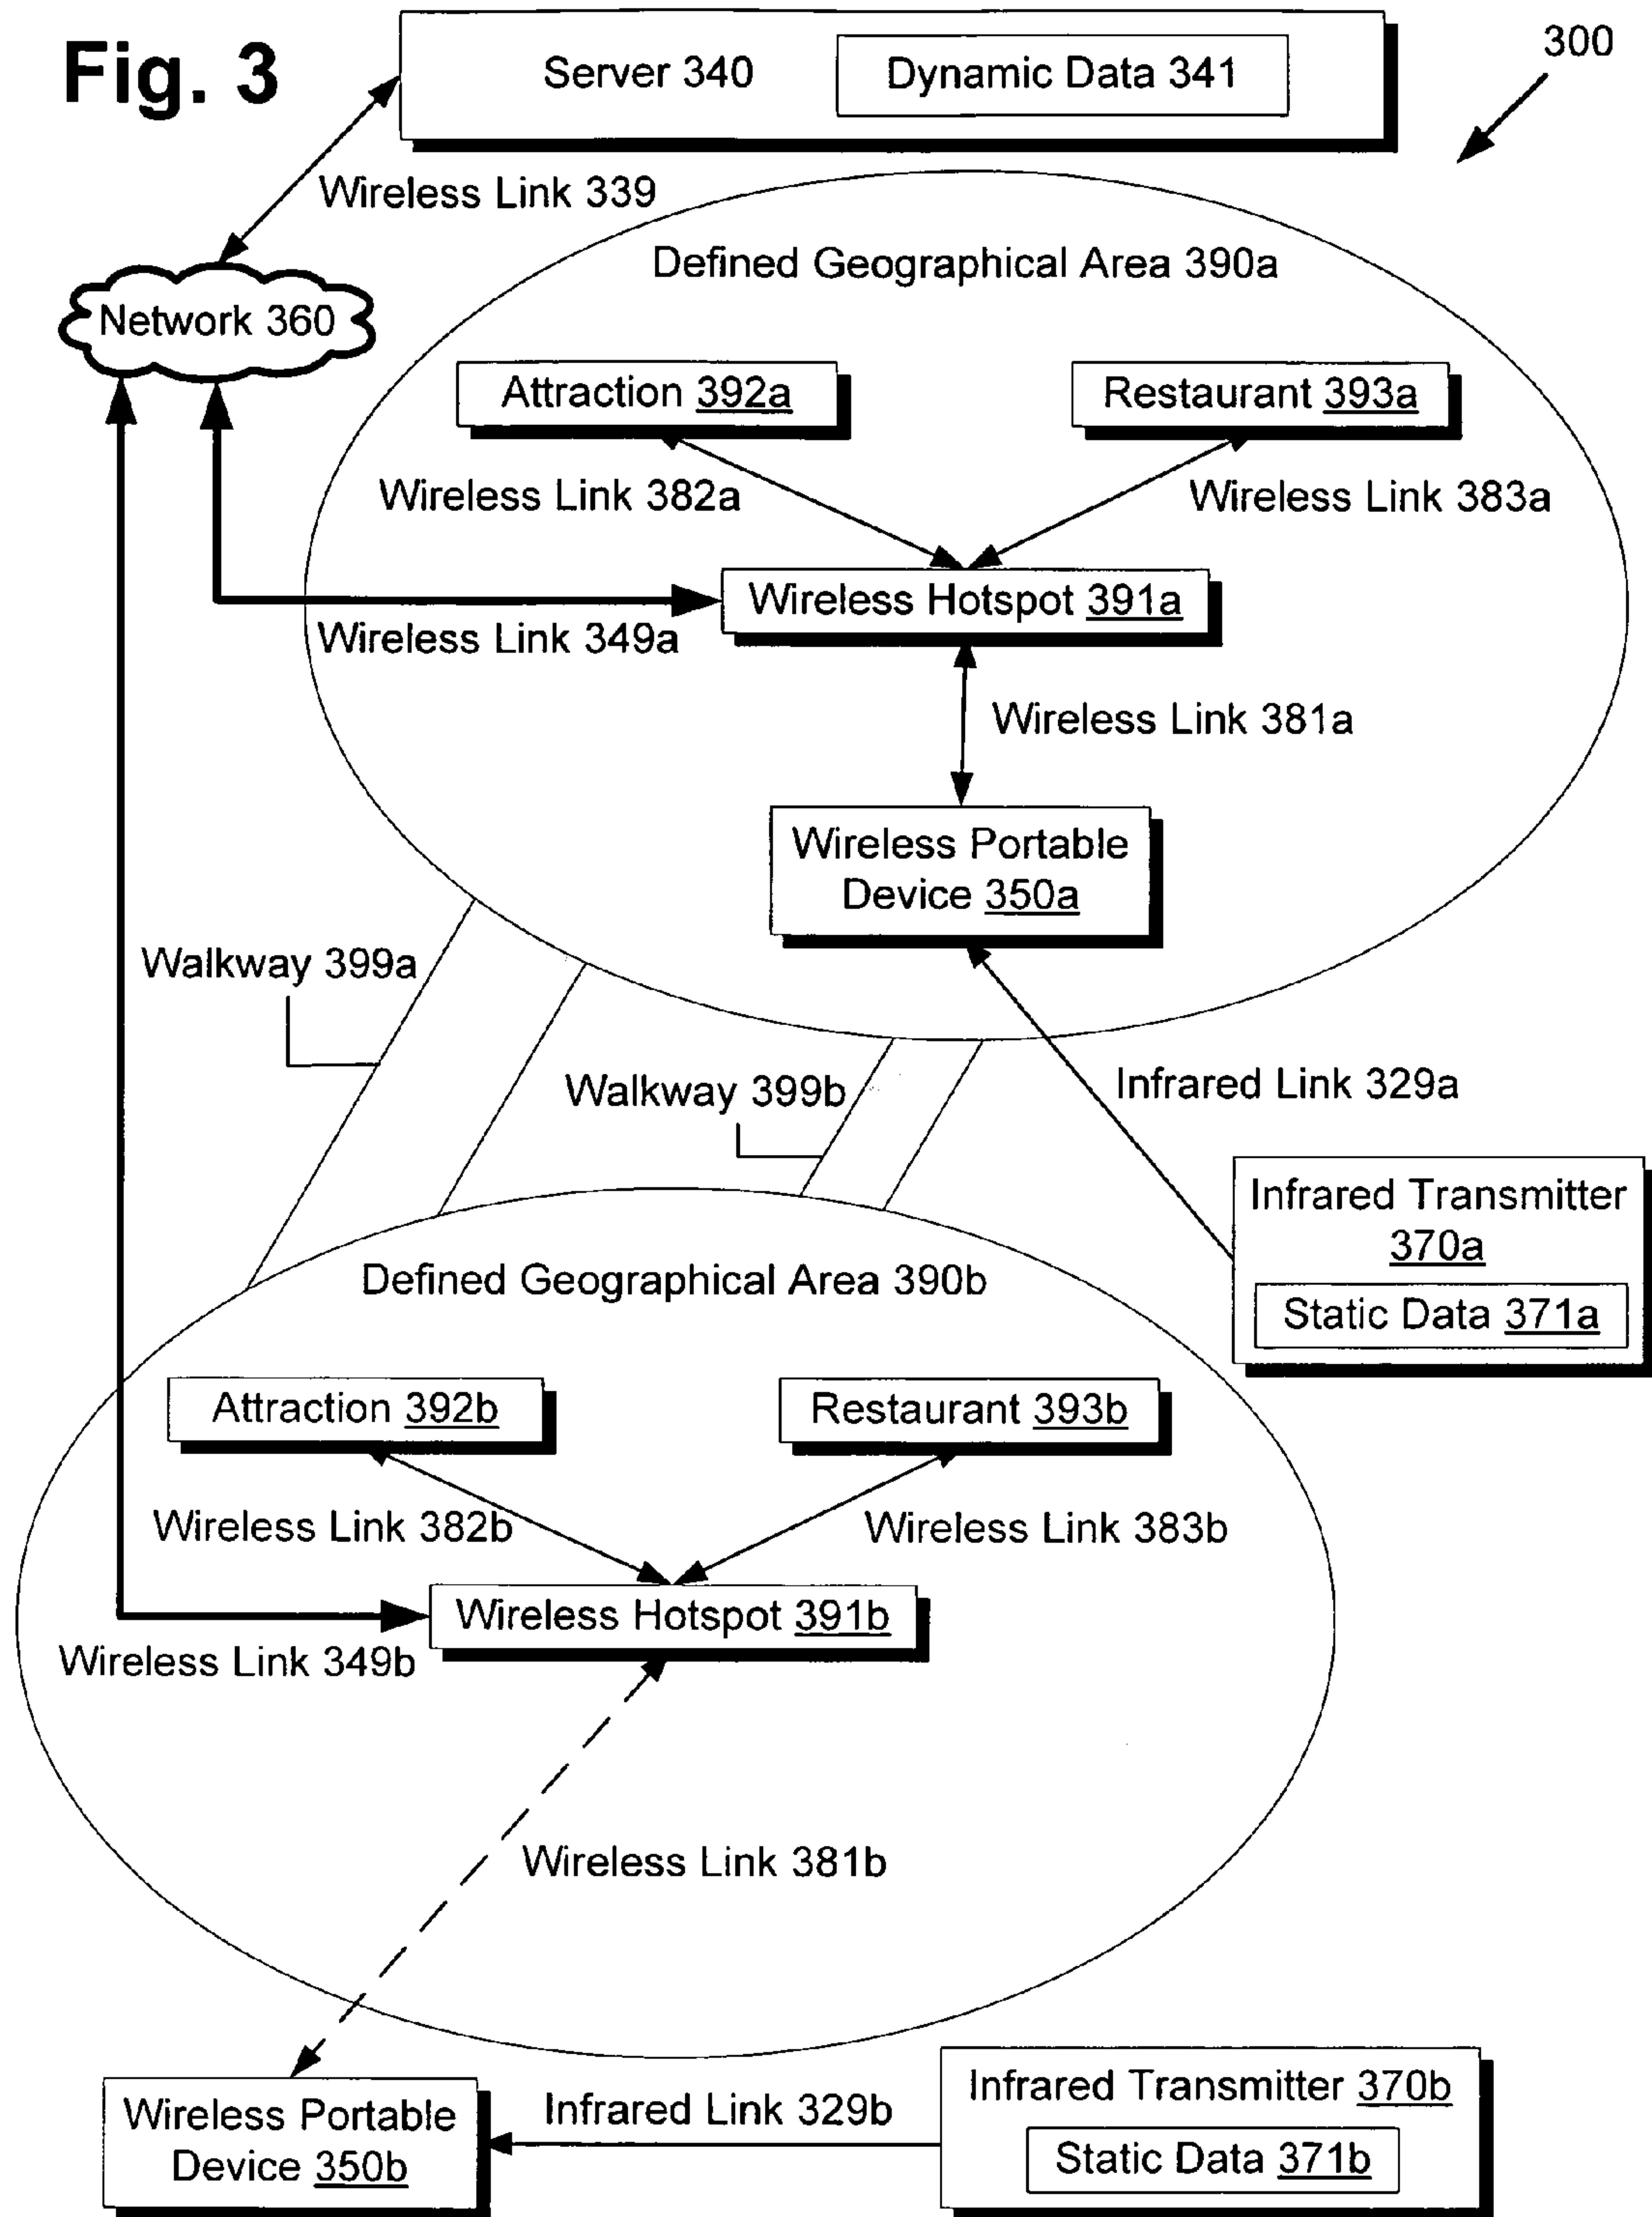 Fig. 3
Server 340
Dynamic Data 341
300
Wireless Link 339
Defined Geographical Area 390a
Network 360
Attraction 392a
Restaurant 393a
Wireless Link 382a
Wireless Link 383a
Wireless Hotspot 391a
Wireless Link 349a
Wireless Link 381a
Wireless Portable
Device 350a
Walkway 399a
Walkway 399b
Infrared Link 329a
Infrared Transmitter
370a
Static Data 371a
Defined Geographical Area 390b
Attraction 392b
Restaurant 393b
Wireless Link 382b
Wireless Link 383b
Wireless Hotspot 391b
Wireless Link 349b
Wireless Link 381b
Wireless Portable
Device 350b
Infrared Link 329b
Infrared Transmitter 370b
Static Data 371b